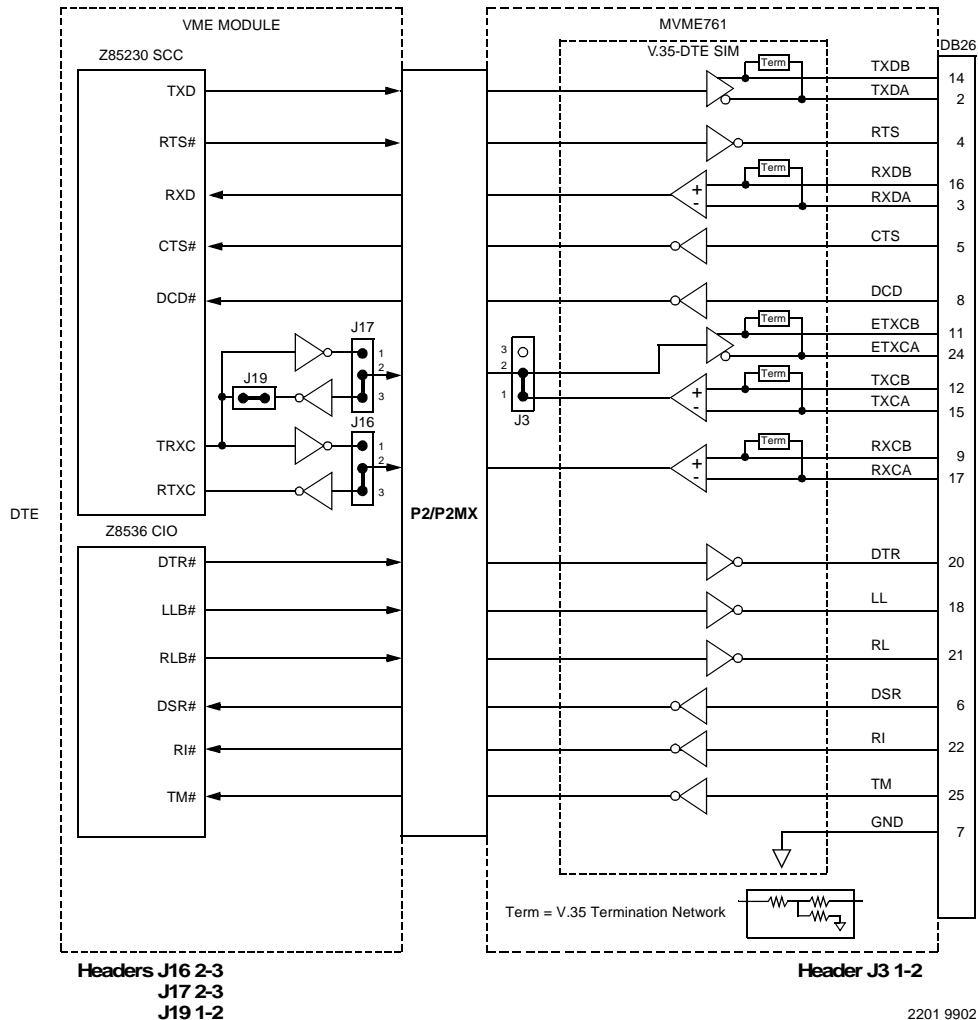 VME MODULE
MVME761
Z85230 SCC
V.35-DTE SIM
DB26
TXD
Term
TXDB
14
TXDA
2
RTS#
RTS
4
RXD
Term
RXDB
16
+
-
RXDA
3
CTS#
CTS
5
DCD#
DCD
8
J17
1
2
3
J19
3
2
1
J3
Term
ETXCB
11
ETXCA
24
Term
TXCB
12
+
-
TXCA
15
J16
1
2
3
TRXC
RTXC
Term
RXCB
9
+
-
RXCA
17
DTE
P2/P2MX
Z8536 CIO
DTR#
DTR
20
LLB#
LL
18
RLB#
RL
21
DSR#
DSR
6
RI#
RI
22
TM#
TM
25
GND
7
Term = V.35 Termination Network
Headers J16 2-3
J17 2-3
J19 1-2
Header J3 1-2
2201 9902